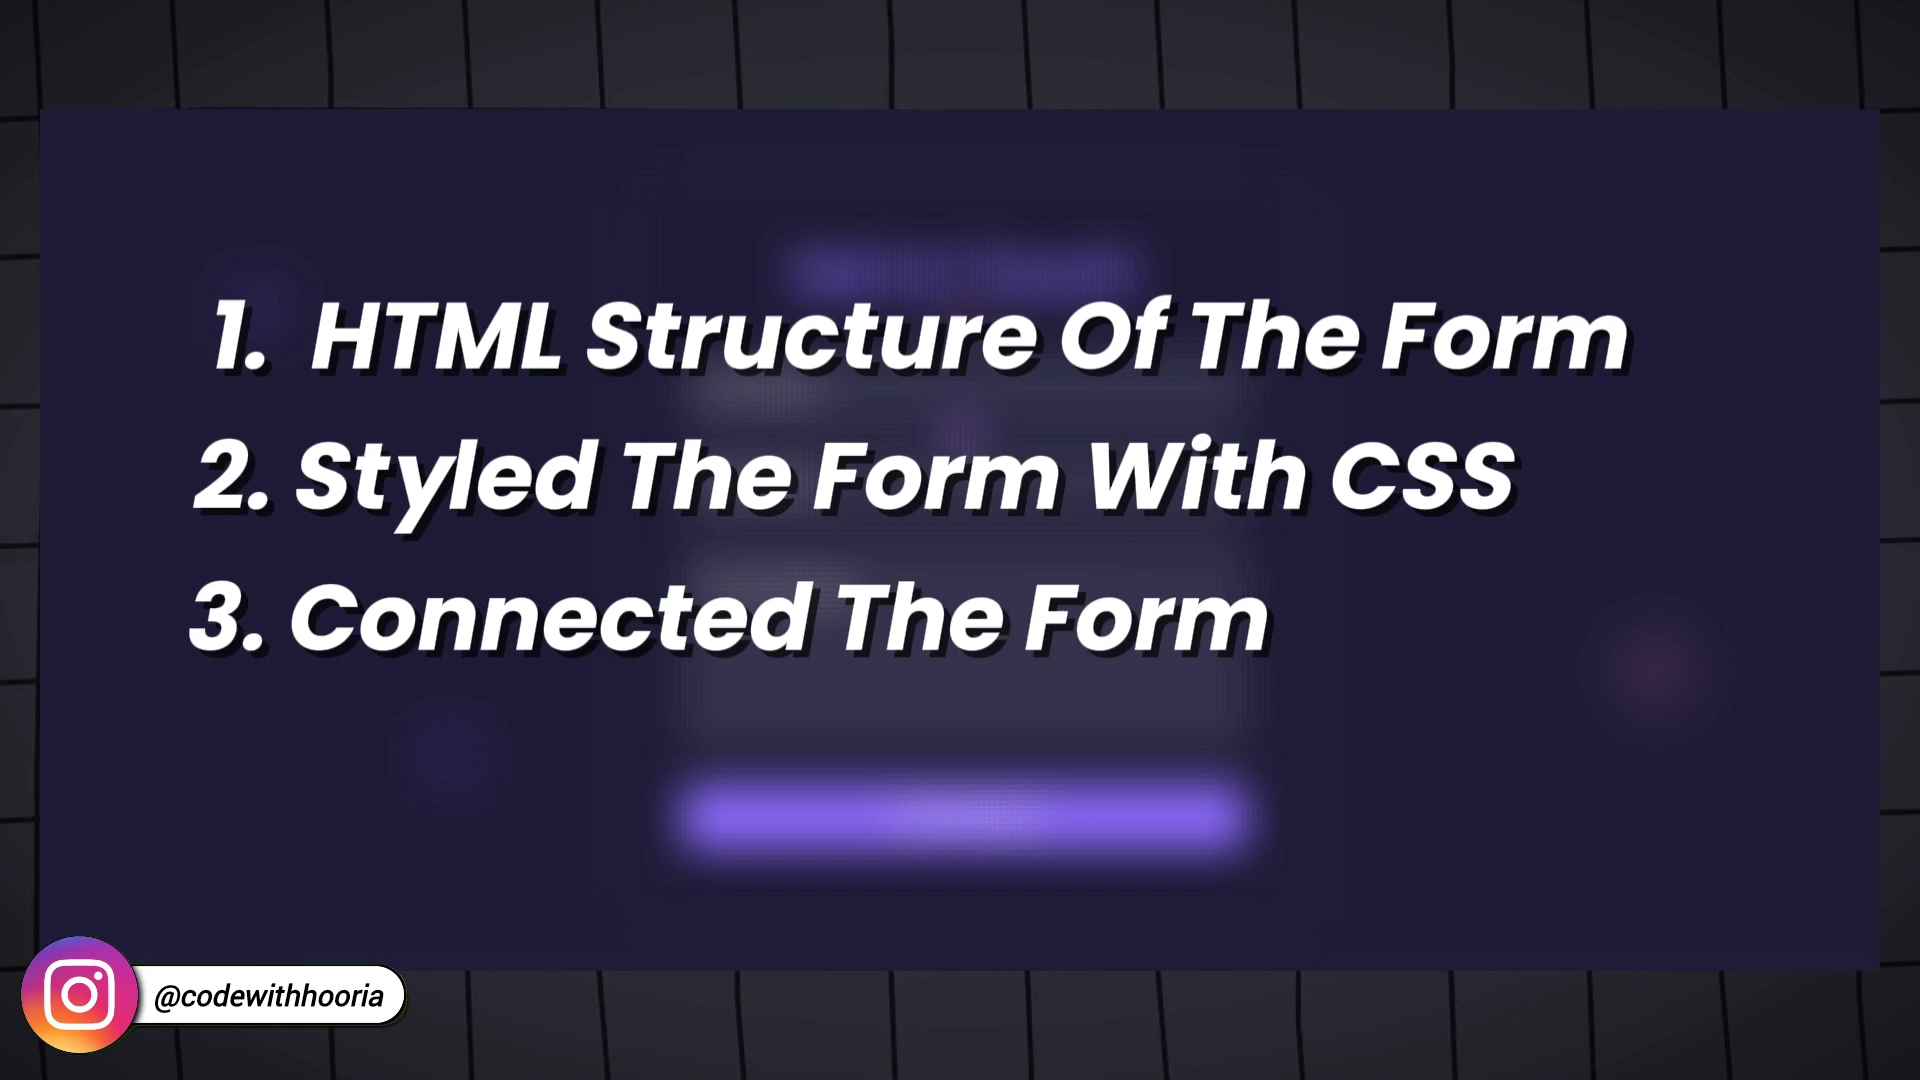 1. HTML Structure Of The Form
2. Styled The Form With CSS
3. Connected The Form
@codewithhooria